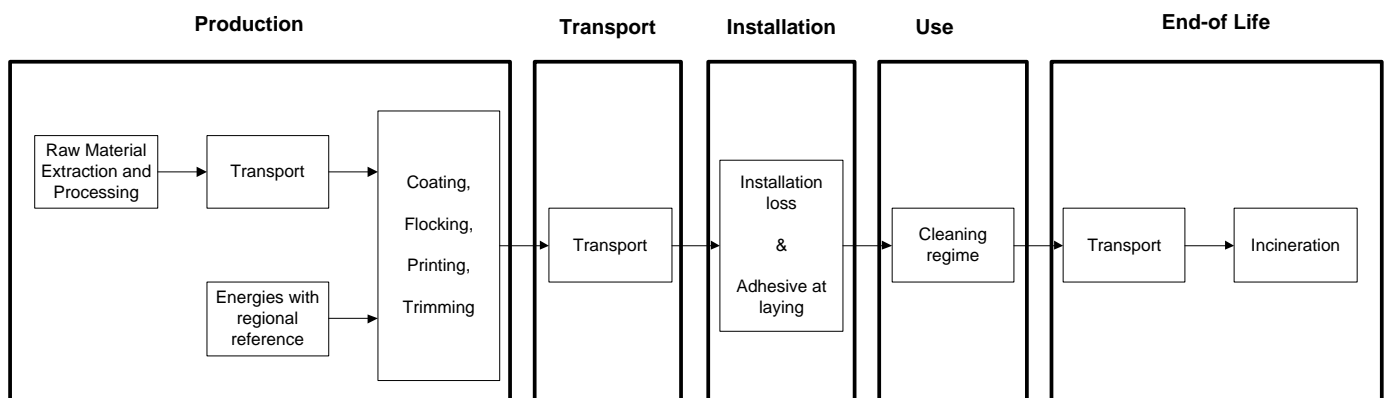 Production
Transport
Installation
Use
End-of Life
Raw Material
Extraction and
Processing
Transport
Energies with
regional
reference
Coating,
Flocking,
Printing,
Trimming
Transport
Installation
loss
&
Adhesive at
laying
Cleaning
regime
Transport
Incineration